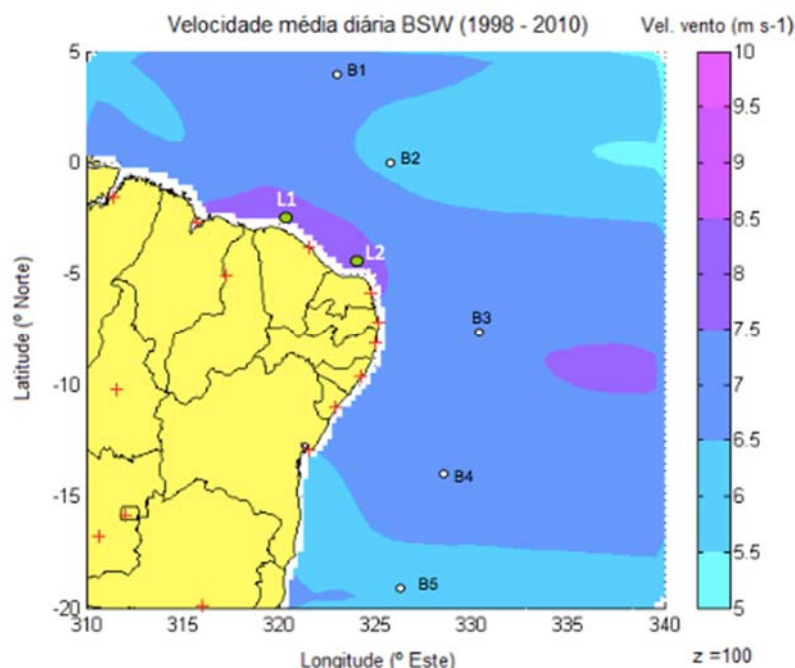 Velocidade média diária BSW (1998 - 2010)
Vel. vento (m s-1)
5
0
-5
-10
-15
-20
Latitude (º Norte)
310
315
320
325
330
335
340
Longitude (º Este)
B1
B2
L1
L2
B3
B4
B5
10
9.5
9
8.5
8
7.5
7
6.5
6
5.5
5
z =100